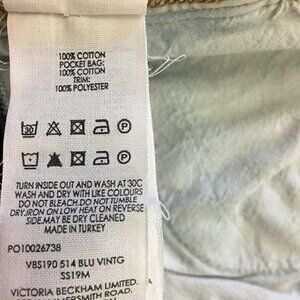 100% COTTON
POCKET BAG:
100% COTTON
TRIM:
100% POLYESTER
TURN INSIDE OUT AND WASH AT 30C
WASH AND DRY WITH LIKE COLOURS
DO NOT BLEACH.DO NOT TUMBLE
DRY.IRON ON LOW HEAT ON REVERSE
SIDE.MAY BE DRY CLEANED
MADE IN TURKEY
PO10026738
VBS190 514 BLU VINTG
SS19M
VICTORIA BECKHAM LIMITED.
HAMMERSMITH ROAD,